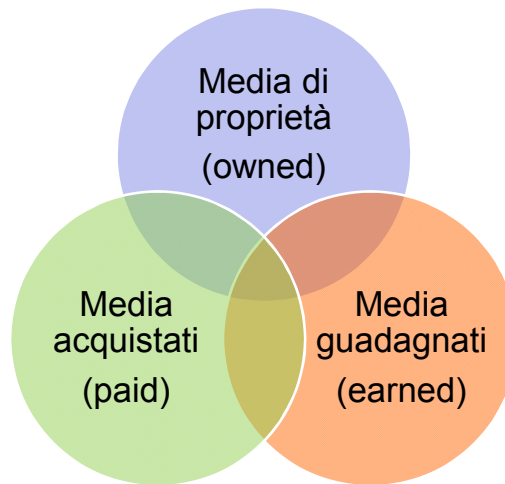 Media di
proprietà
(owned)
Media
acquistati
(paid)
Media
guadagnati
(earned)